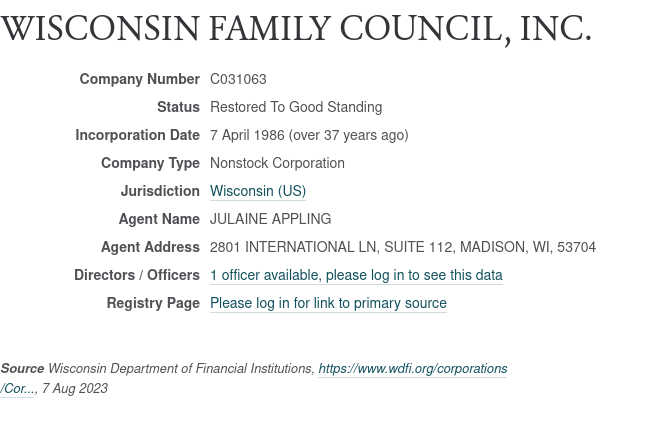 WISCONSIN FAMILY COUNCIL, INC.
Company Number C031063
Status Restored To Good Standing
Incorporation Date 7 April 1986 (over 37 years ago)
Company Type Nonstock Corporation
Jurisdiction Wisconsin (US)
Agent Name JULAINE APPLING
Agent Address 2801 INTERNATIONAL LN, SUITE 112, MADISON, WI, 53704
Directors / Officers 1 officer available, please log in to see this data
Registry Page Please log in for link to primary source
Source Wisconsin Department of Financial Institutions, https://www.wdfi.org/corporations
/Cor..., 7 Aug 2023